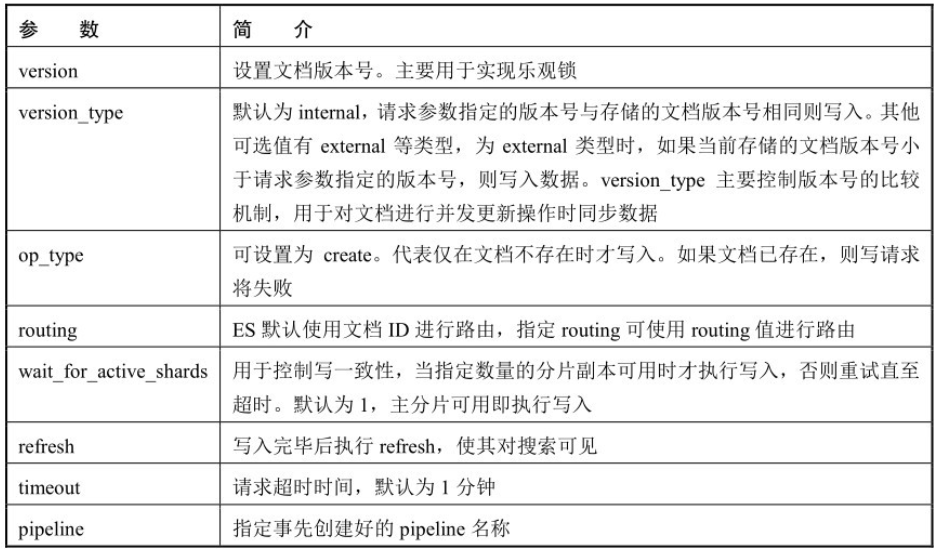 参 数 简 介
version 设置文档版本号。主要用于实现乐观锁
version_type 默认为 internal，请求参数指定的版本号与存储的文档版本号相同则写入。其他
可选值有 external 等类型，为 external 类型时，如果当前存储的文档版本号小
于请求参数指定的版本号，则写入数据。version_type 主要控制版本号的比较
机制，用于对文档进行并发更新操作时同步数据
op_type 可设置为 create。代表仅在文档不存在时才写入。如果文档已存在，则写请求
将失败
routing ES 默认使用文档 ID 进行路由，指定 routing 可使用 routing 值进行路由
wait_for_active_shards 用于控制写一致性，当指定数量的分片副本可用时才执行写入，否则重试直至
超时。默认为 1，主分片可用即执行写入
refresh 写入完毕后执行 refresh，使其对搜索可见
timeout 请求超时时间，默认为 1 分钟
pipeline 指定事先创建好的 pipeline 名称